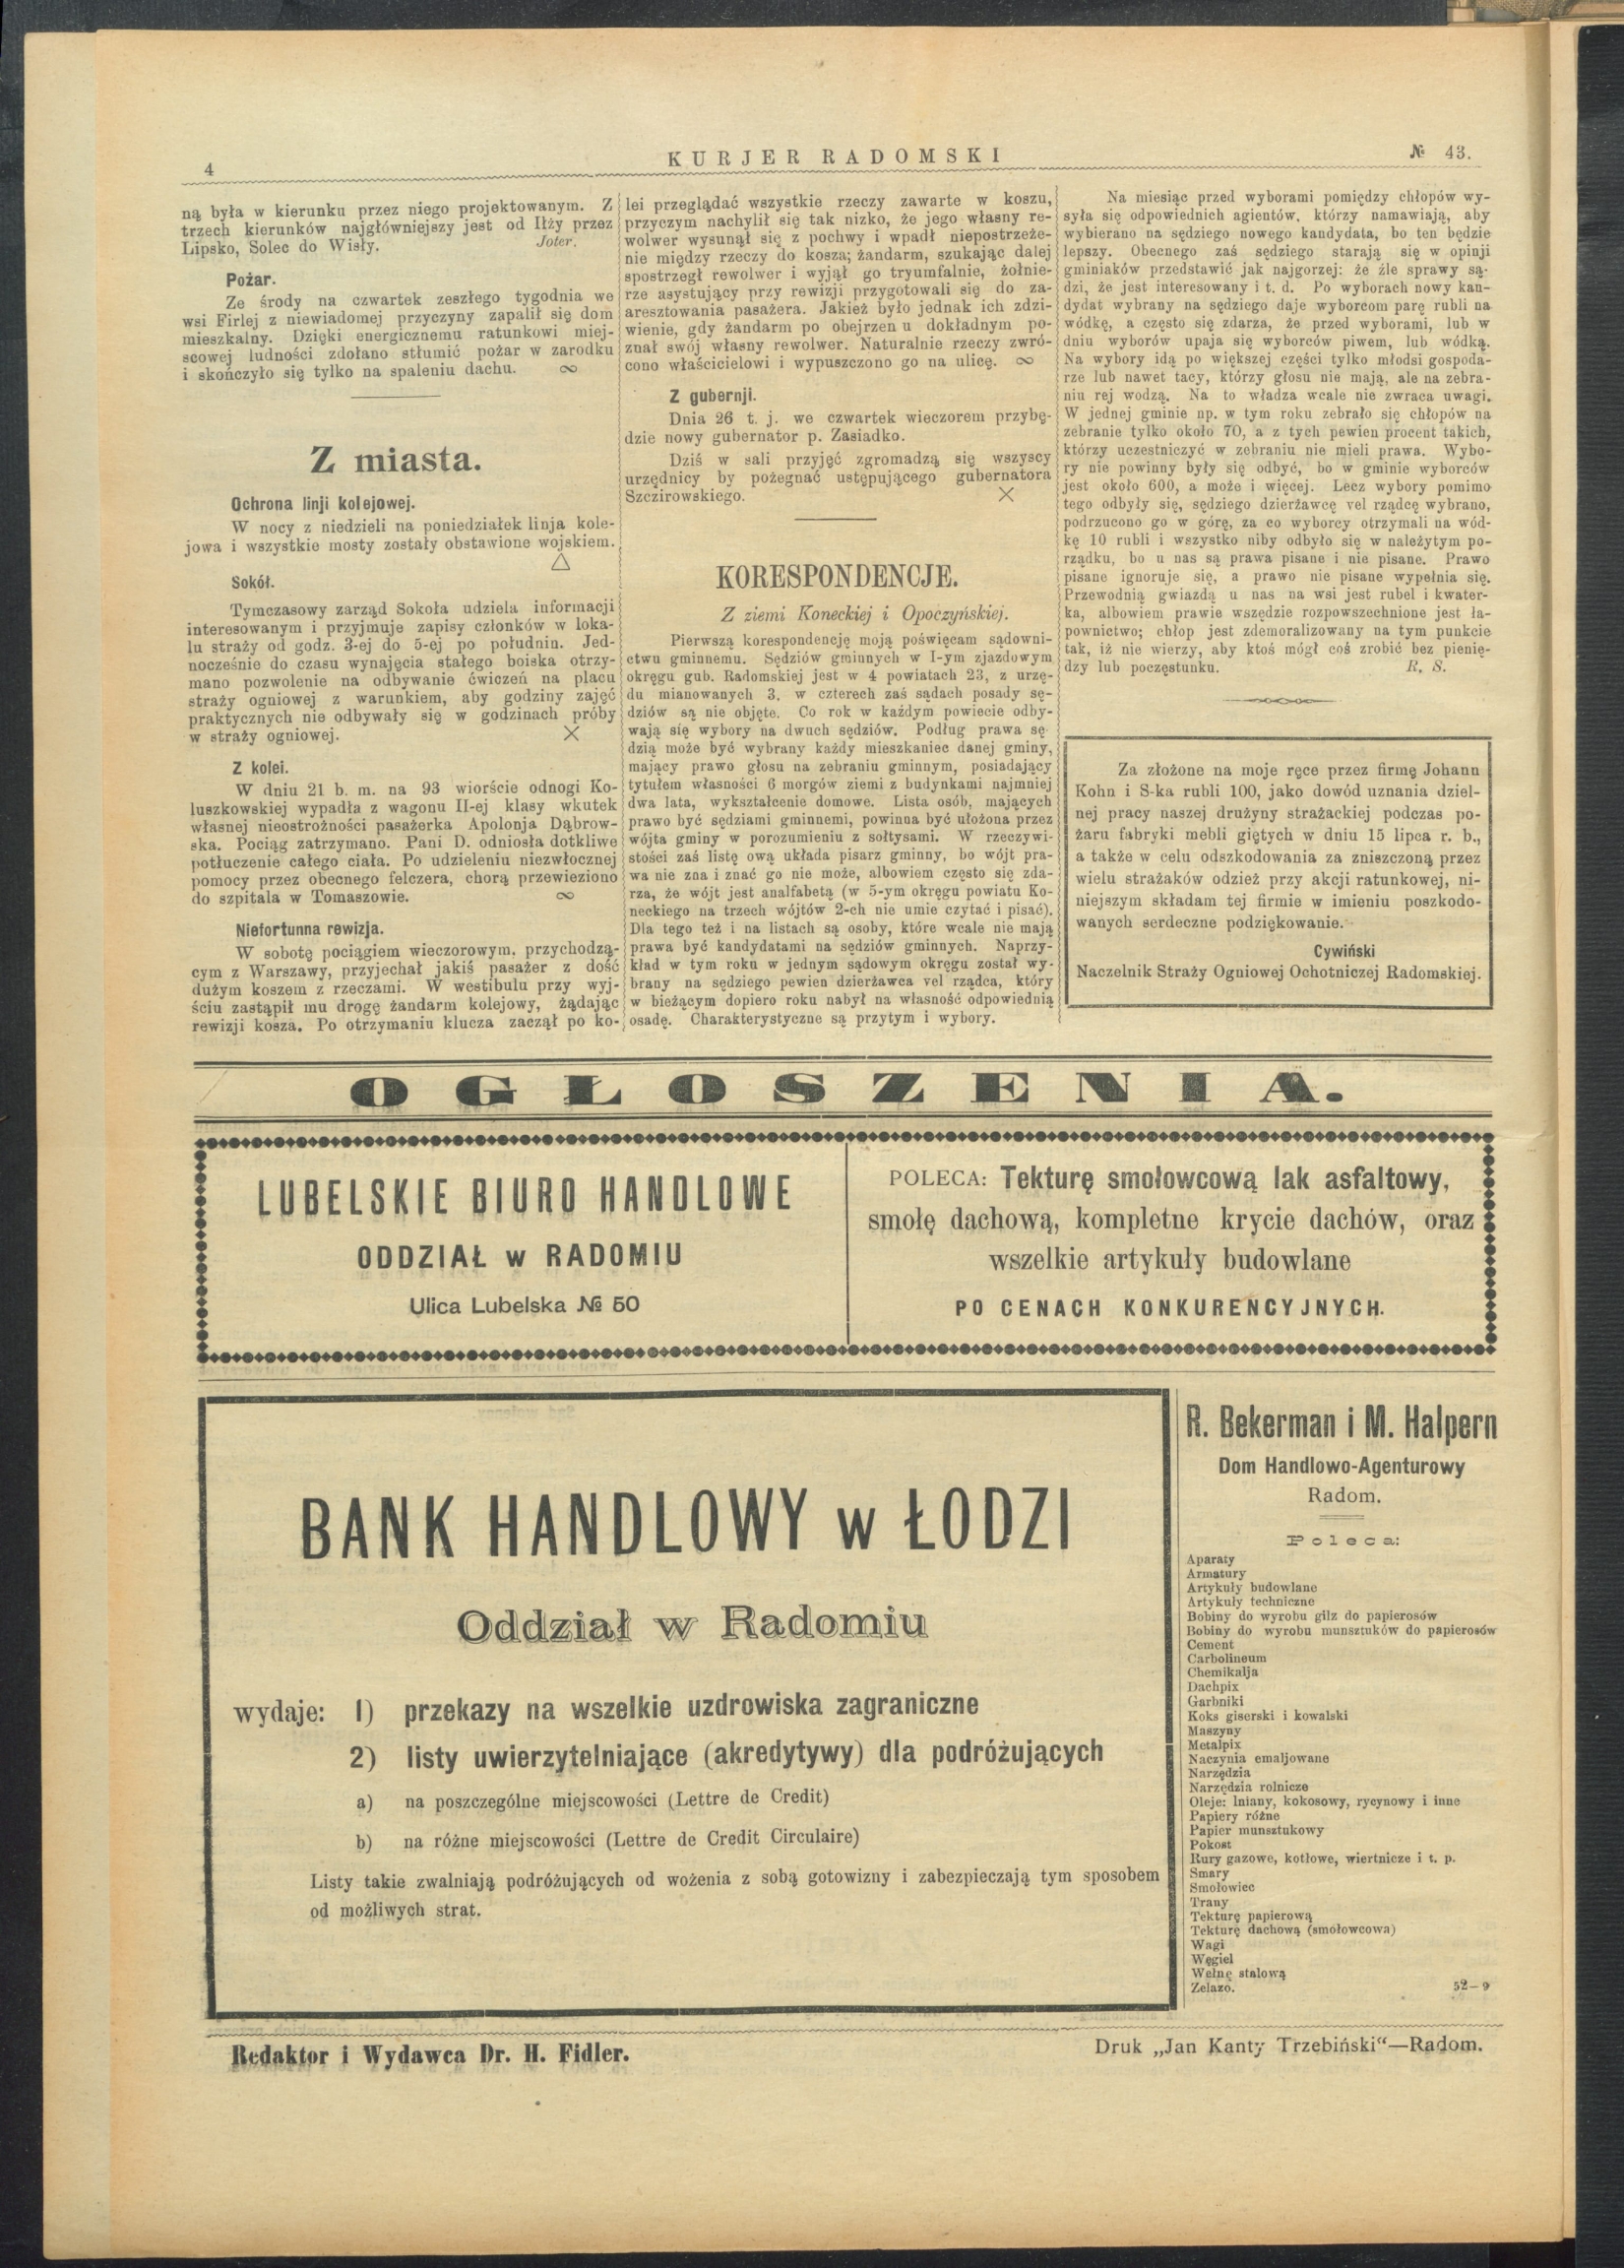 4
KURJER RADOMSKI
№ 43.
ną była w kierunku przez niego projektowanym. Z
trzech kierunków najgłówniejszy jest od Iłży przez
Lipsko, Solec do Wisły. Joter.
Pożar.
Ze środy na czwartek zeszłego tygodnia we
wsi Firlej z niewiadomej przyczyny zapalił się dom
mieszkalny. Dzięki energicznemu ratunkowi miej-
scowej ludności zdołano stłumić pożar w zarodku
i skończyło się tylko na spaleniu dachu. ∞
Z miasta.
Ochrona linji kolejowej.
W nocy z niedzieli na poniedziałek linja kole-
jowa i wszystkie mosty zostały obstawione wojskiem.
△
Sokół.
Tymczasowy zarząd Sokoła udziela informacji
interesowanym i przyjmuje zapisy członków w loka-
lu straży od godz. 3-ej do 5-ej po południu. Jed-
nocześnie do czasu wynajęcia stałego boiska otrzy-
mano pozwolenie na odbywanie ćwiczeń na placu
straży ogniowej z warunkiem, aby godziny zajęć
praktycznych nie odbywały się w godzinach próby
w straży ogniowej. ×
Z kolei.
W dniu 21 b. m. na 93 wiorście odnogi Ko-
luszkowskiej wypadła z wagonu II-ej klasy wkutek
własnej nieostrożności pasażerka Apolonja Dąbrow-
ska. Pociąg zatrzymano. Pani D. odniosła dotkliwe
potłuczenie całego ciała. Po udzieleniu niezwłocznej
pomocy przez obecnego felczera, chorą przewieziono
do szpitala w Tomaszowie. ∞
Niefortunna rewizja.
W sobotę pociągiem wieczorowym, przychodzą-
cym z Warszawy, przyjechał jakiś pasażer z dość
dużym koszem z rzeczami. W westibulu przy wyj-
ściu zastąpił mu drogę żandarm kolejowy, żądając
rewizji kosza. Po otrzymaniu klucza zaczął po ko-
lei przeglądać wszystkie rzeczy zawarte w koszu,
przyczym nachylił się tak nizko, że jego własny re-
wolwer wysunął się z pochwy i wpadł niepostrzeże-
nie między rzeczy do kosza; żandarm, szukając dalej
spostrzegł rewolwer i wyjął go tryumfalnie, żołnie-
rze asystujący przy rewizji przygotowali się do za-
aresztowania pasażera. Jakież było jednak ich zdzi-
wienie, gdy żandarm po obejrzen u dokładnym po-
znał swój własny rewolwer. Naturalnie rzeczy zwró-
cono właścicielowi i wypuszczono go na ulicę. ∞
Z gubernji.
Dnia 26 t. j. we czwartek wieczorem przybę-
dzie nowy gubernator p. Zasiadko.
Dziś w sali przyjęć zgromadzą się wszyscy
urzędnicy by pożegnać ustępującego gubernatora
Szczirowskiego. ×
KORESPONDENCJE.
Z ziemi Koneckiej i Opoczyńskiej.
Pierwszą korespondencję moją poświęcam sądowni-
ctwu gminnemu. Sędziów gminnych w I-ym zjazdowym
okręgu gub. Radomskiej jest w 4 powiatach 23, z urzę-
du mianowanych 3. w czterech zaś sądach posady sę-
dziów są nie objęte. Co rok w każdym powiecie odby-
wają się wybory na dwuch sędziów. Podług prawa sę
dzią może być wybrany każdy mieszkaniec danej gminy,
mający prawo głosu na zebraniu gminnym, posiadający
tytułem własności 6 morgów ziemi z budynkami najmniej
dwa lata, wykształcenie domowe. Lista osób, mających
prawo być sędziami gminnemi, powinna być ułożona przez
wójta gminy w porozumieniu z sołtysami. W rzeczywi-
stości zaś listę ową układa pisarz gminny, bo wójt pra-
wa nie zna i znać go nie może, albowiem często się zda-
rza, że wójt jest analfabetą (w 5-ym okręgu powiatu Ko-
neckiego na trzech wójtów 2-ch nie umie czytać i pisać).
Dla tego też i na listach są osoby, które wcale nie mają
prawa być kandydatami na sędziów gminnych. Naprzy-
kład w tym roku w jednym sądowym okręgu został wy-
brany na sędziego pewien dzierżawca vel rządca, który
w bieżącym dopiero roku nabył na własność odpowiednią
osadę. Charakterystyczne są przytym i wybory.
Na miesiąc przed wyborami pomiędzy chłopów wy-
syła się odpowiednich agientów, którzy namawiają, aby
wybierano na sędziego nowego kandydata, bo ten będzie
lepszy. Obecnego zaś sędziego starają się w opinji
gminiaków przedstawić jak najgorzej: że źle sprawy są-
dzi, że jest interesowany i t. d. Po wyborach nowy kan-
dydat wybrany na sędziego daje wyborcom parę rubli na
wódkę, a często się zdarza, że przed wyborami, lub w
dniu wyborów upaja się wyborców piwem, lub wódką.
Na wybory idą po większej części tylko młodsi gospoda-
rze lub nawet tacy, którzy głosu nie mają, ale na zebra-
niu rej wodzą. Na to władza wcale nie zwraca uwagi.
W jednej gminie np. w tym roku zebrało się chłopów na
zebranie tylko około 70, a z tych pewien procent takich,
którzy uczestniczyć w zebraniu nie mieli prawa. Wybo-
ry nie powinny były się odbyć, bo w gminie wyborców
jest około 600, a może i więcej. Lecz wybory pomimo
tego odbyły się, sędziego dzierżawcę vel rządcę wybrano,
podrzucono go w górę, za co wyborcy otrzymali na wód-
kę 10 rubli i wszystko niby odbyło się w należytym po-
rządku, bo u nas są prawa pisane i nie pisane. Prawo
pisane ignoruje się, a prawo nie pisane wypełnia się.
Przewodnią gwiazdą u nas na wsi jest rubel i kwater-
ka, albowiem prawie wszędzie rozpowszechnione jest ła-
pownictwo; chłop jest zdemoralizowany na tym punkcie
tak, iż nie wierzy, aby ktoś mógł coś zrobić bez pienię-
dzy lub poczęstunku. R. S.
Za złożone na moje ręce przez firmę Johann
Kohn i S-ka rubli 100, jako dowód uznania dziel-
nej pracy naszej drużyny strażackiej podczas po-
żaru fabryki mebli giętych w dniu 15 lipca r. b.,
a także w celu odszkodowania za zniszczoną przez
wielu strażaków odzież przy akcji ratunkowej, ni-
niejszym składam tej firmie w imieniu poszkodo-
wanych serdeczne podziękowanie.
Cywiński
Naczelnik Straży Ogniowej Ochotniczej Radomskiej.
OGŁOSZENIA.
LUBELSKIE BIURO HANDLOWE
ODDZIAŁ w RADOMIU
Ulica Lubelska № 50
POLECA: Tekturę smołowcową lak asfaltowy,
smołę dachową, kompletne krycie dachów, oraz
wszelkie artykuły budowlane
PO CENACH KONKURENCYJNYCH.
BANK HANDLOWY w ŁODZI
Oddział w Radomiu
wydaje: 1) przekazy na wszelkie uzdrowiska zagraniczne
2) listy uwierzytelniające (akredytywy) dla podróżujących
a) na poszczególne miejscowości (Lettre de Credit)
b) na różne miejscowości (Lettre de Credit Circulaire)
Listy takie zwalniają podróżujących od wożenia z sobą gotowizny i zabezpieczają tym sposobem
od możliwych strat.
R. Bekerman i M. Halpern
Dom Handlowo-Agenturowy
Radom.
Poleca:
Aparaty
Armatury
Artykuły budowlane
Artykuły techniczne
Bobiny do wyrobu gilz do papierosów
Bobiny do wyrobu munsztuków do papierosów
Cement
Carbolineum
Chemikalja
Dachpix
Garbniki
Koks giserski i kowalski
Maszyny
Metalpix
Naczynia emaljowane
Narzędzia
Narzędzia rolnicze
Oleje: lniany, kokosowy, rycynowy i inne
Papiery różne
Papier munsztukowy
Pokost
Rury gazowe, kotłowe, wiertnicze i t. p.
Smary
Smołowiec
Trany
Tekturę papierową
Tekturę dachową (smołowcowa)
Wagi
Węgiel
Wełnę stalową
Zelazo. 52–9
Redaktor i Wydawca Dr. H. Fidler.
Druk „Jan Kanty Trzebiński“—Radom.